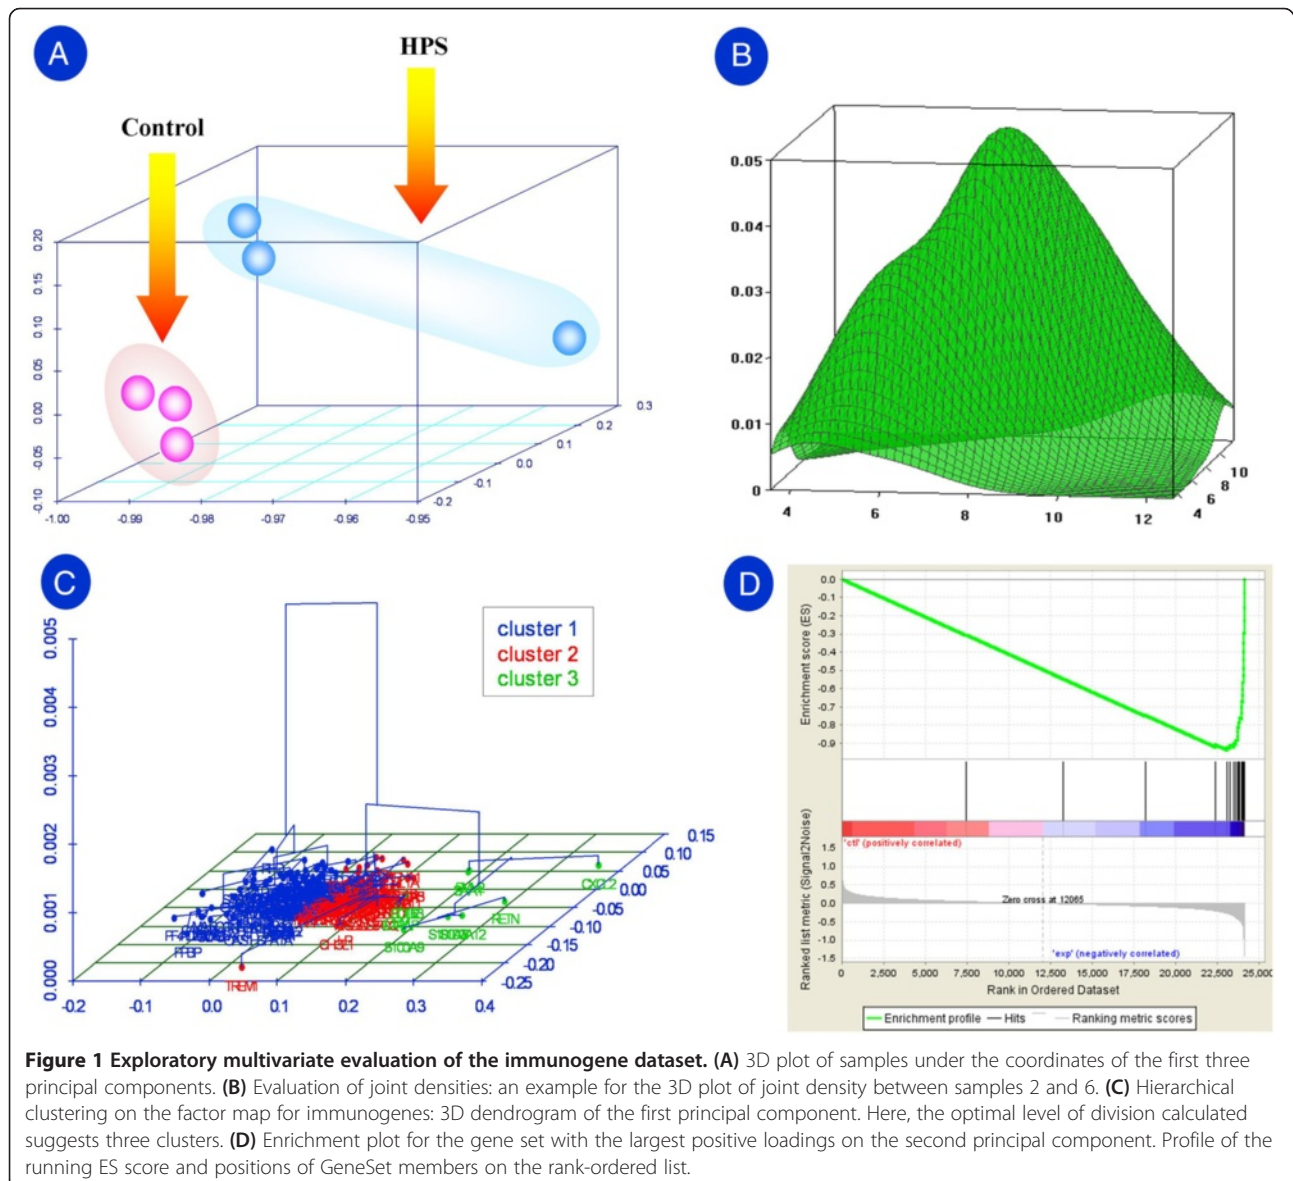 A
HPS
Control
0.20
0.15
0.10
0.05
0.00
-0.05
-0.10
-1.00
-0.99
-0.98
-0.97
-0.96
-0.95
-0.2
-0.1
0.0
0.1
0.2
0.3
B
0.05
0.04
0.03
0.02
0.01
0
4
6
8
10
12
4
6
8
10
C
cluster 1
cluster 2
cluster 3
0.005
0.004
0.003
0.002
0.001
0.000
-0.2
-0.1
0.0
0.1
0.2
0.3
0.4
-0.25
-0.20
-0.15
-0.10
-0.05
0.00
0.05
0.10
0.15
CXCL2
RETN
TREM1
D
Enrichment score (ES)
0.0
-0.1
-0.2
-0.3
-0.4
-0.5
-0.6
-0.7
-0.8
-0.9
Ranked list metric (Signal2Noise)
'ctl' (positively correlated)
1.5
1.0
0.5
0.0
-0.5
-1.0
-1.5
Zero cross at 12065
'exp' (negatively correlated)
0 2,500 5,000 7,500 10,000 12,500 15,000 17,500 20,000 22,500 25,000
Rank in Ordered Dataset
Enrichment profile Hits Ranking metric scores
Figure 1 Exploratory multivariate evaluation of the immunogene dataset. (A) 3D plot of samples under the coordinates of the first three
principal components. (B) Evaluation of joint densities: an example for the 3D plot of joint density between samples 2 and 6. (C) Hierarchical
clustering on the factor map for immunogenes: 3D dendrogram of the first principal component. Here, the optimal level of division calculated
suggests three clusters. (D) Enrichment plot for the gene set with the largest positive loadings on the second principal component. Profile of the
running ES score and positions of GeneSet members on the rank-ordered list.